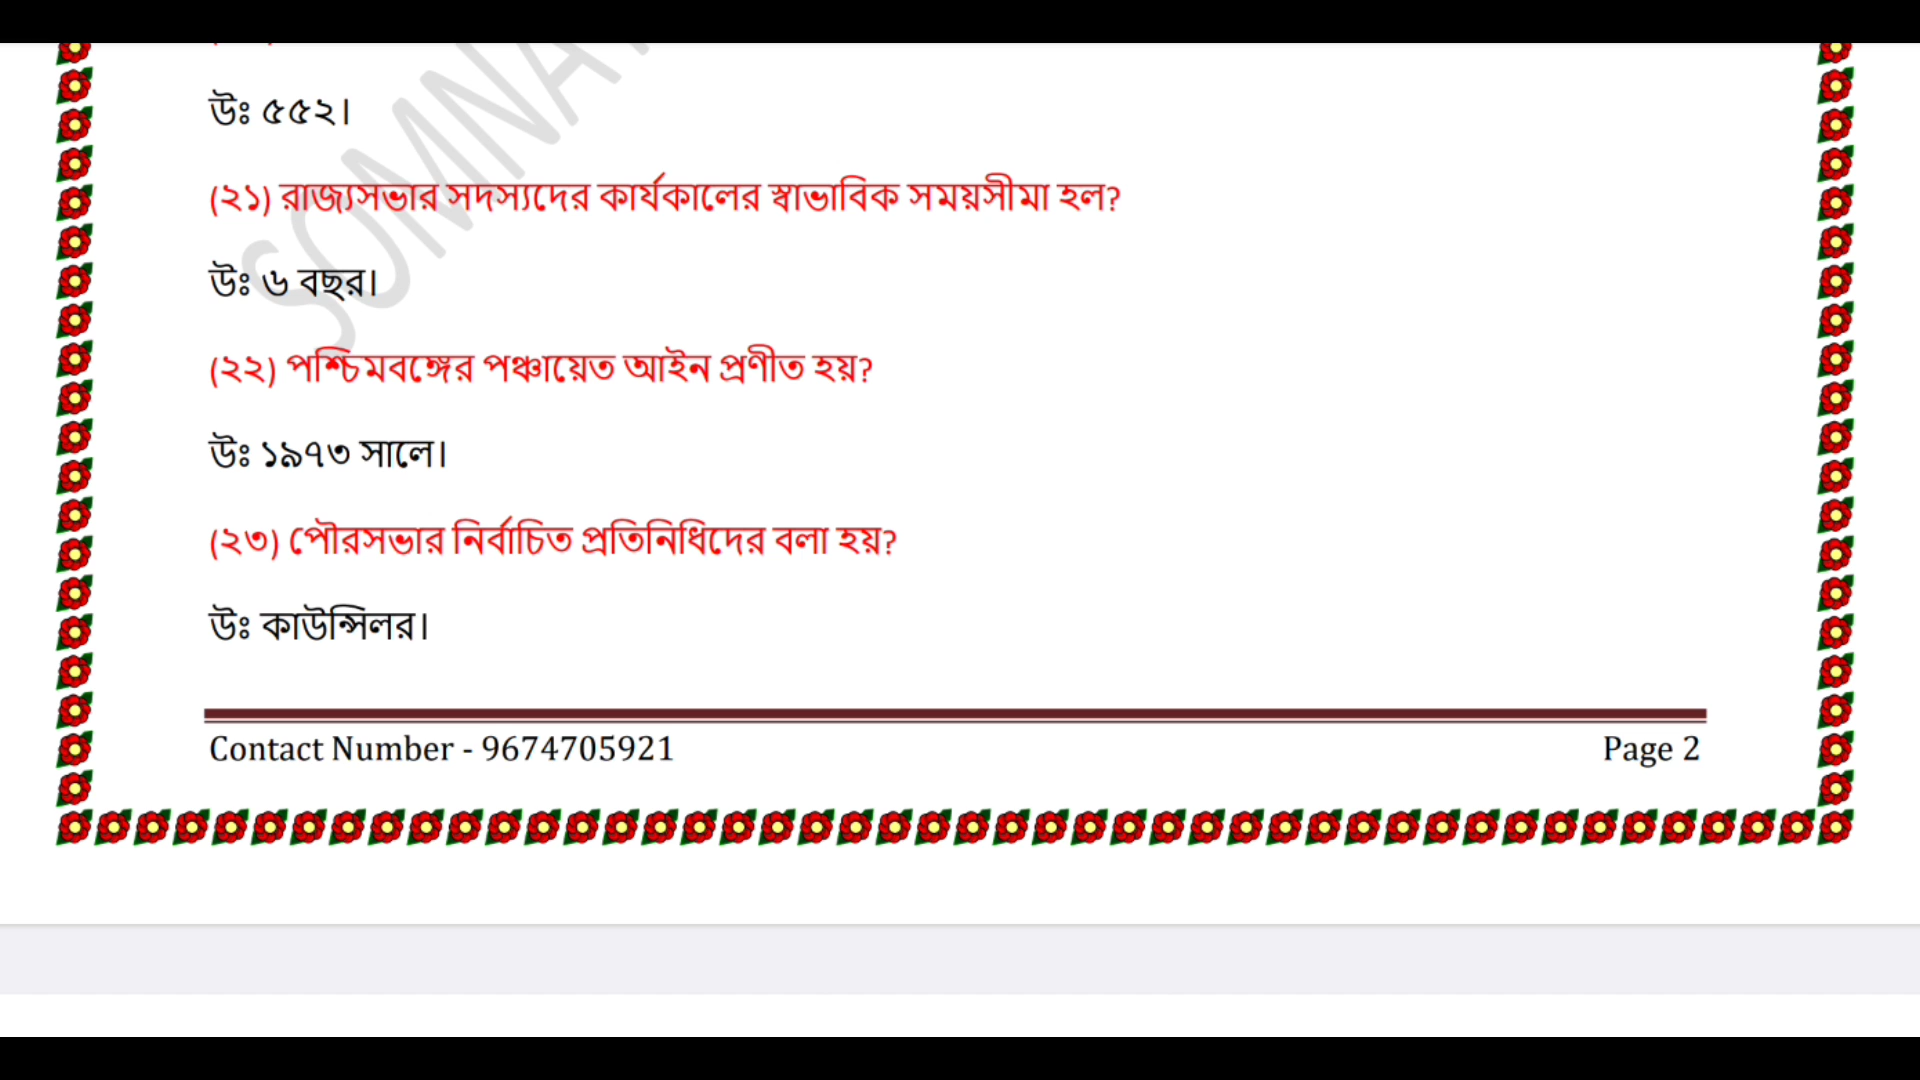 উঃ ৫৫২।
(২১) রাজ্যসভার সদস্যদের কার্যকালের স্বাভাবিক সময়সীমা হল?
উঃ ৬ বছর।
(২২) পশ্চিমবঙ্গের পঞ্চায়েত আইন প্রণীত হয়?
উঃ ১৯৭৩ সালে।
(২৩) পৌরসভার নির্বাচিত প্রতিনিধিদের বলা হয়?
উঃ কাউন্সিলর।
Contact Number - 9674705921 Page 2